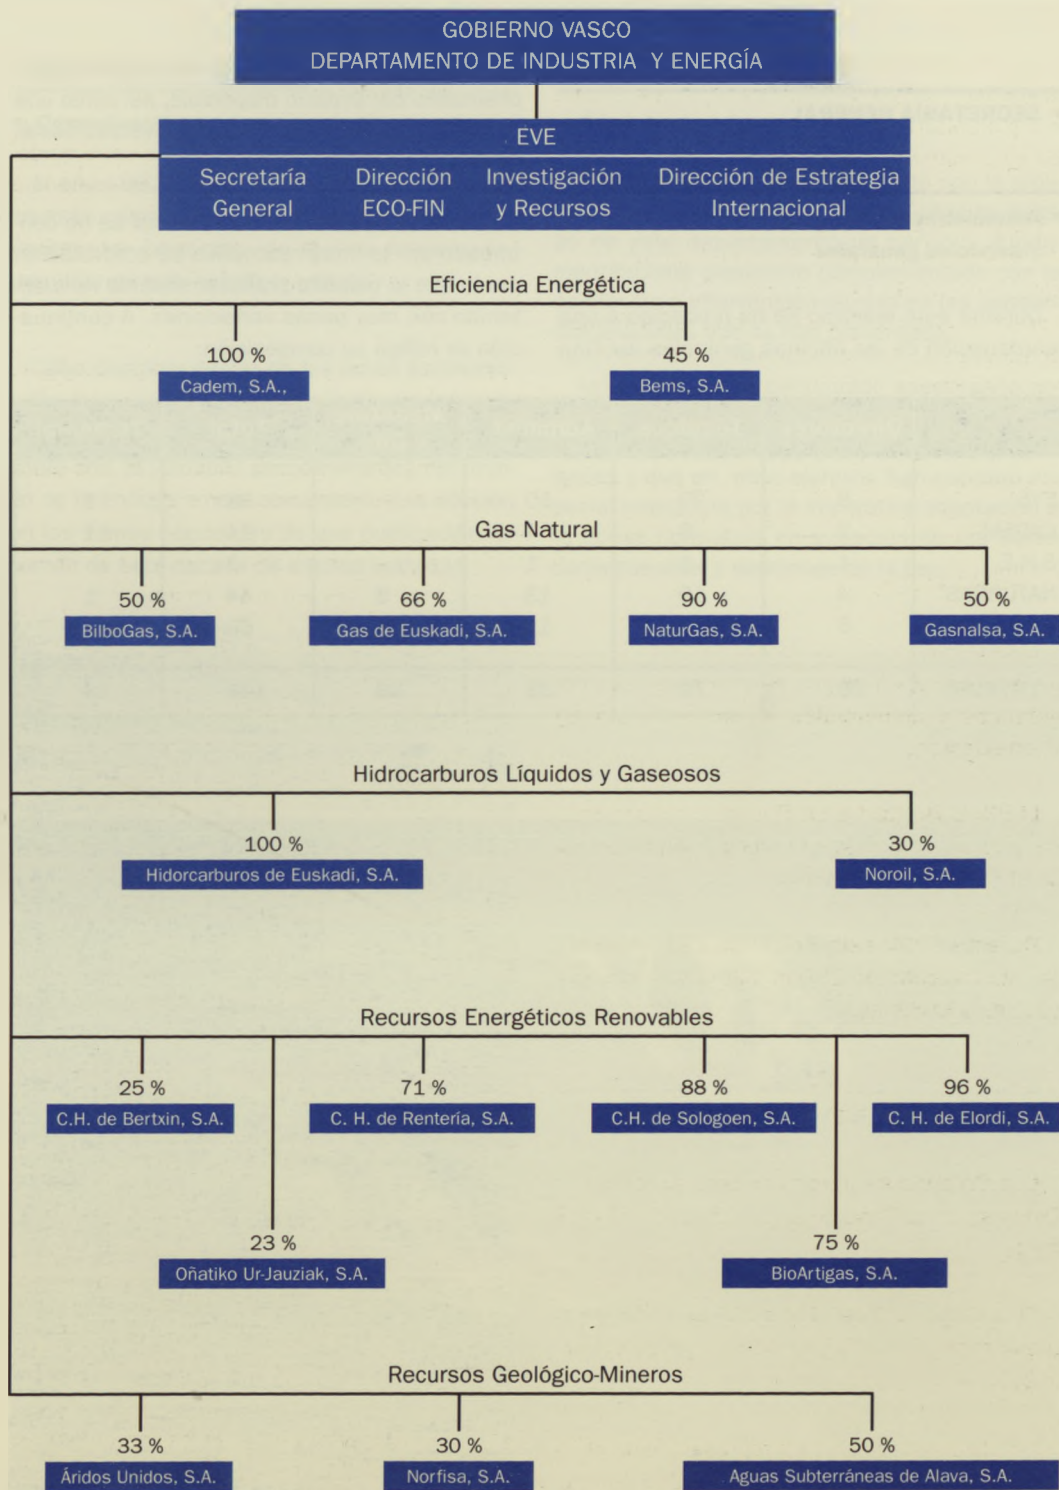 GOBIERNO VASCO
DEPARTAMENTO DE INDUSTRIA Y ENERGÍA
EVE
Secretaría General
Dirección ECO-FIN
Investigación y Recursos
Dirección de Estrategia Internacional
Eficiencia Energética
100 %
Cadem, S.A.,
45 %
Bems, S.A.
Gas Natural
50 %
BilboGas, S.A.
66 %
Gas de Euskadi, S.A.
90 %
NaturGas, S.A.
50 %
Gasnalsa, S.A.
Hidrocarburos Líquidos y Gaseosos
100 %
Hidorcarburos de Euskadi, S.A.
30 %
Noroil, S.A.
Recursos Energéticos Renovables
25 %
C.H. de Bertxin, S.A.
71 %
C. H. de Rentería, S.A.
88 %
C.H. de Sologoen, S.A.
96 %
C. H. de Elordi, S.A.
23 %
Oñatiko Ur-Jauziak, S.A.
75 %
BioArtigas, S.A.
Recursos Geológico-Mineros
33 %
Áridos Unidos, S.A.
30 %
Norfisa, S.A.
50 %
Aguas Subterráneas de Alava, S.A.